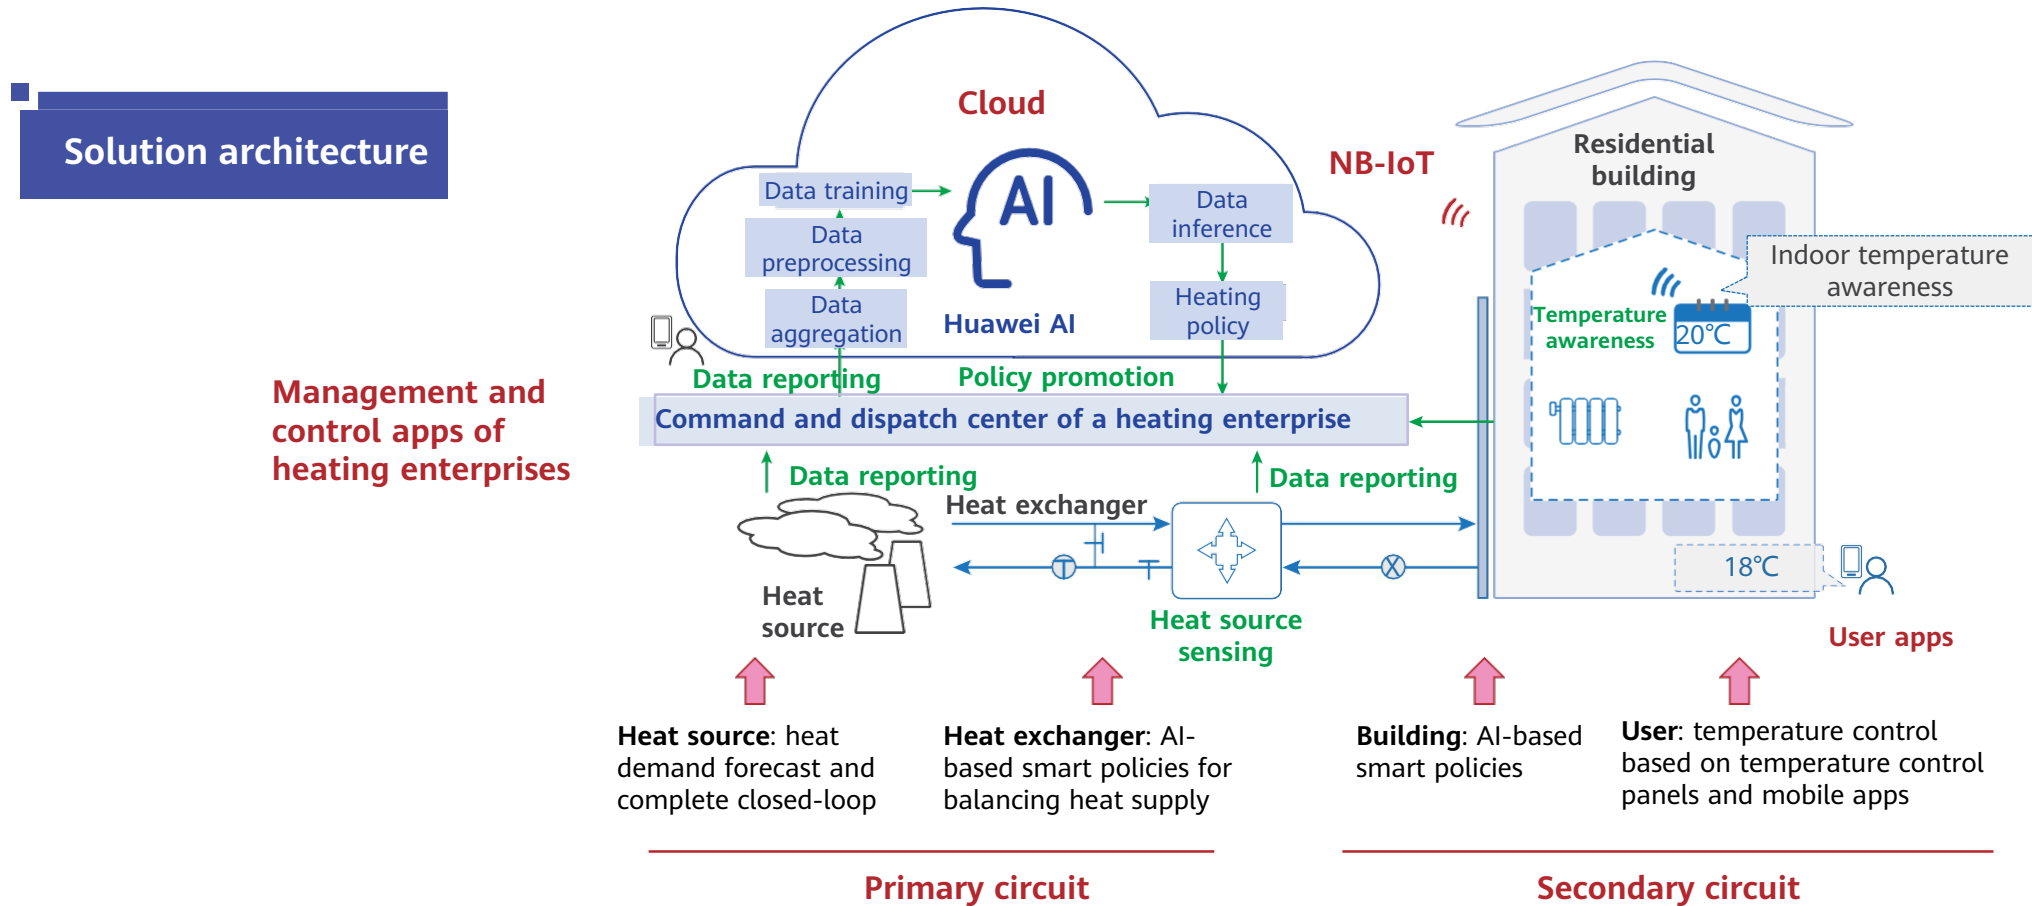 Solution architecture
Cloud
AI
Data training
Data
preprocessing
Data
aggregation
Huawei AI
Data
inference
Heating
policy
NB-IoT
Residential
building
Indoor temperature
awareness
Temperature
awareness
20℃
Data reporting
Policy promotion
Management and
control apps of
heating enterprises
Command and dispatch center of a heating enterprise
Data reporting
Data reporting
Heat exchanger
Heat
source
Heat source
sensing
18℃
User apps
Heat source: heat
demand forecast and
complete closed-loop
Heat exchanger: AI-
based smart policies for
balancing heat supply
Building: AI-based
smart policies
User: temperature control
based on temperature control
panels and mobile apps
Primary circuit
Secondary circuit